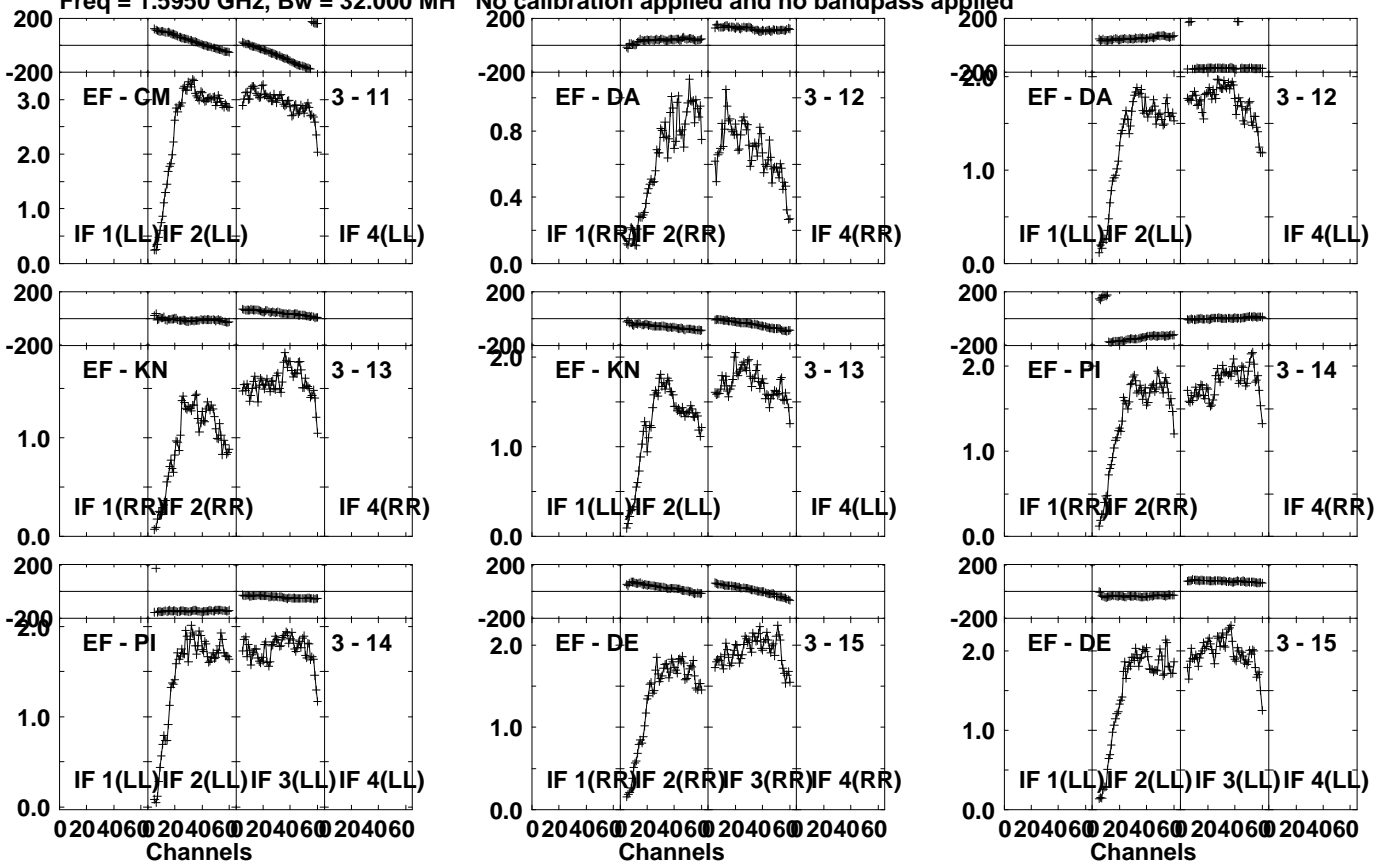 Freq = 1.5950 GHz, Bw = 32.000 MH No calibration applied and no bandpass applied
200 200 200
-200 -200 -200
EF - CM 3 - 11 EF - DA 3 - 12 2.0 EF - DA 3 - 12
3.0
0.8
2.0
0.4 1.0
1.0
IF 1(LL) IF 2(LL) IF 4(LL) IF 1(RR) IF 2(RR) IF 4(RR) IF 1(LL) IF 2(LL) IF 4(LL)
0.0 0.0 0.0
200 200 200
-200 -200 -200
EF - KN 3 - 13 2.0 EF - KN 3 - 13 2.0 EF - PI 3 - 14
1.0 1.0 1.0
IF 1(RR) IF 2(RR) IF 4(RR) IF 1(LL) IF 2(LL) IF 4(LL) IF 1(RR) IF 2(RR) IF 4(RR)
0.0 0.0 0.0
200 200 200
-200 -200 -200
2.0 EF - PI 3 - 14 2.0 EF - DE 3 - 15 2.0 EF - DE 3 - 15
1.0 1.0 1.0
IF 1(LL) IF 2(LL) IF 3(LL) IF 4(LL) IF 1(RR) IF 2(RR) IF 3(RR) IF 4(RR) IF 1(LL) IF 2(LL) IF 3(LL) IF 4(LL)
0.0 0.0 0.0
0 20 40 60 0 20 40 60 0 20 40 60 0 20 40 60 0 20 40 60 0 20 40 60 0 20 40 60 0 20 40 60 0 20 40 60 0 20 40 60 0 20 40 60 0 20 40 60
Channels Channels Channels